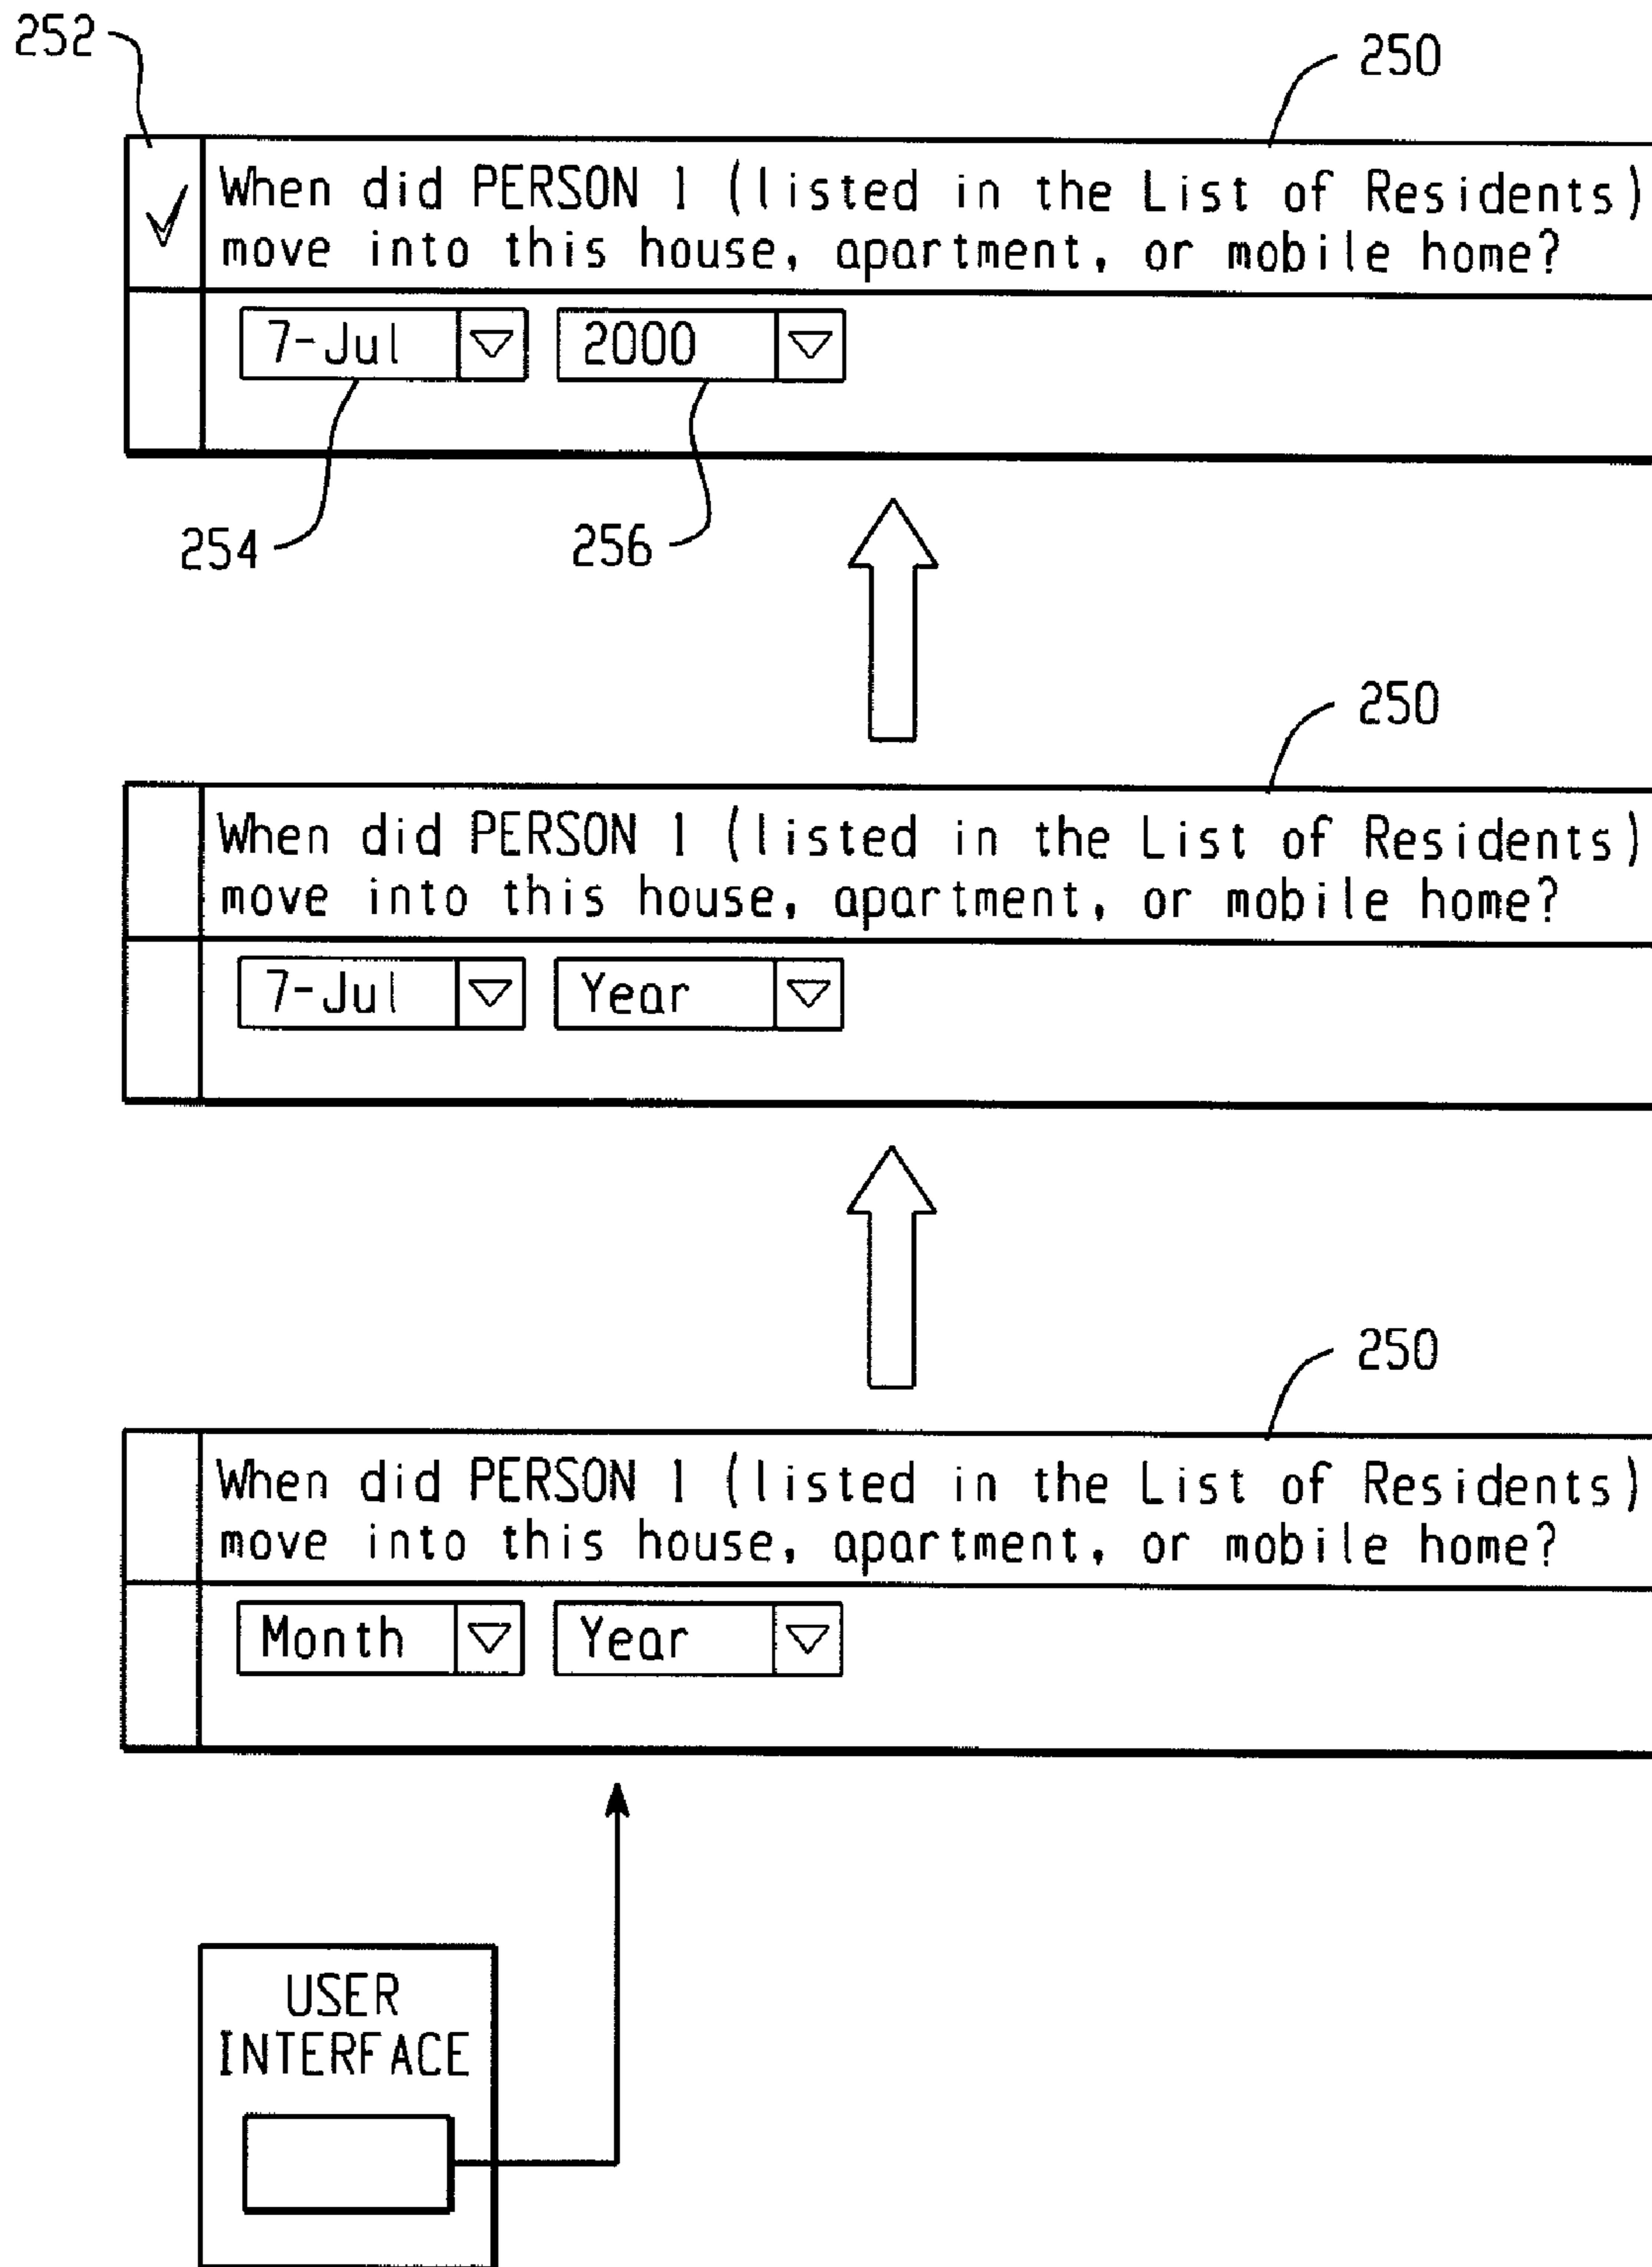 252
250
When did PERSON 1 (listed in the List of Residents)
move into this house, apartment, or mobile home?
7-Jul 2000
254 256
250
When did PERSON 1 (listed in the List of Residents)
move into this house, apartment, or mobile home?
7-Jul Year
250
When did PERSON 1 (listed in the List of Residents)
move into this house, apartment, or mobile home?
Month Year
USER
INTERFACE